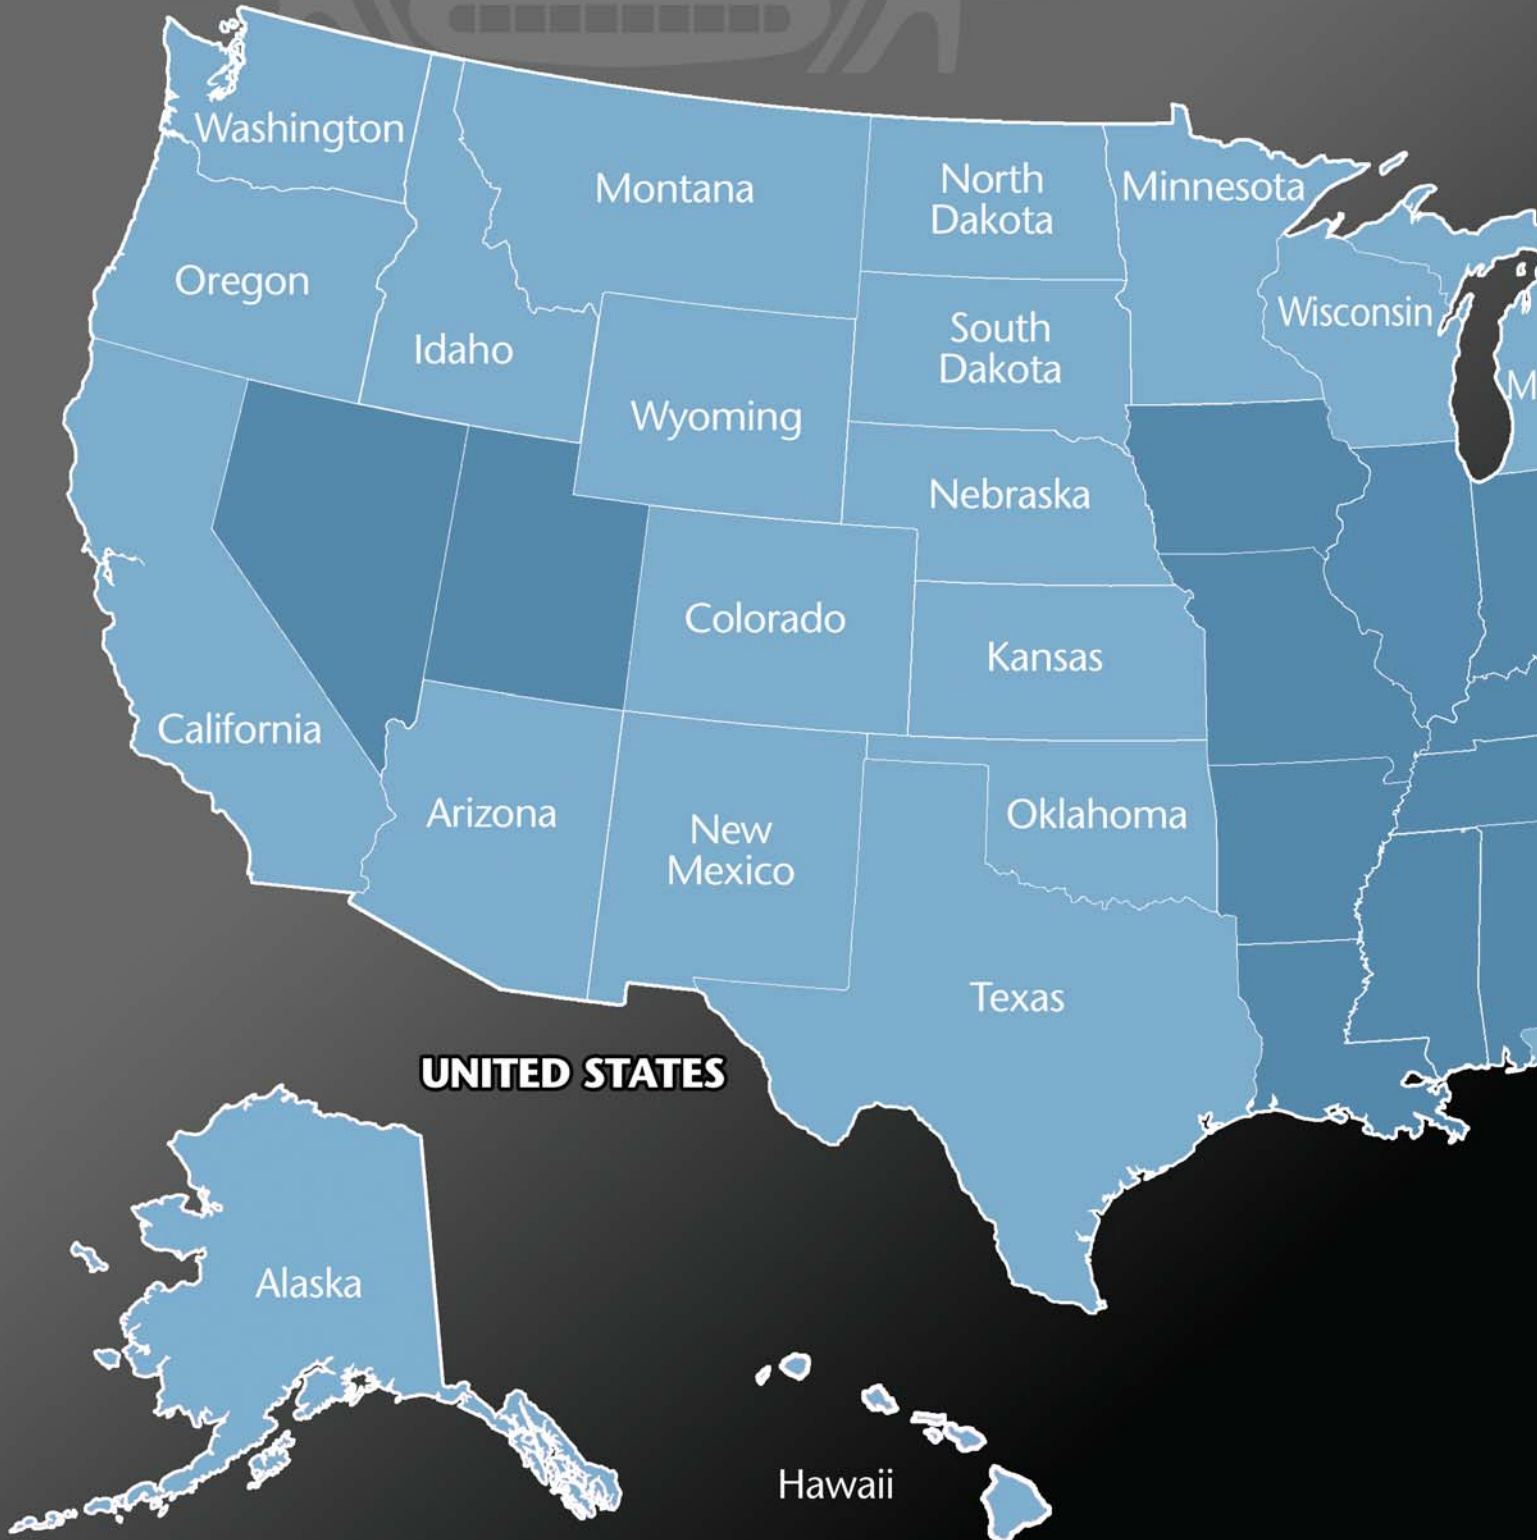 Washington
Montana
North
Dakota
Minnesota
Oregon
Idaho
South
Dakota
Wisconsin
Wyoming
M
Nebraska
Colorado
Kansas
California
Arizona
New
Mexico
Oklahoma
Texas
UNITED STATES
Alaska
Hawaii